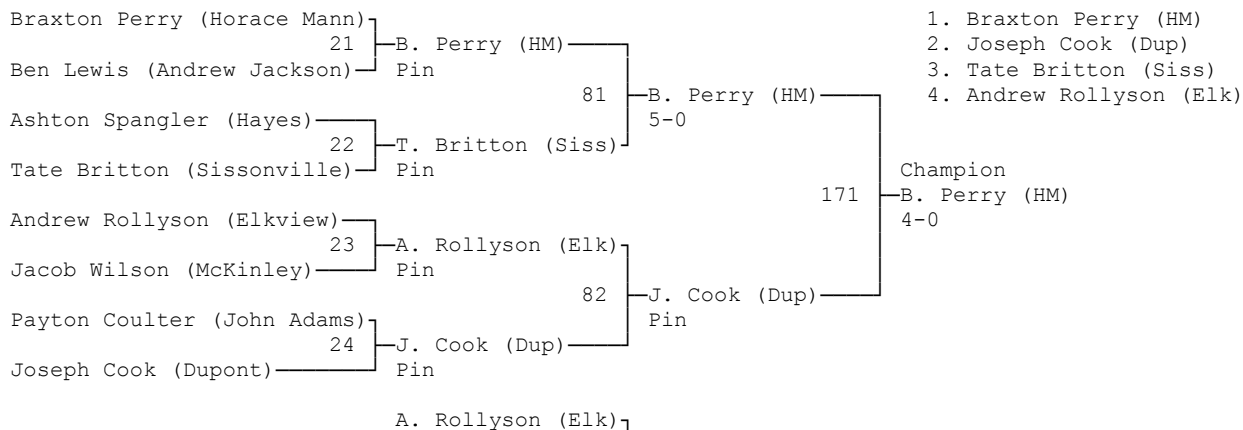 Braxton Perry (Horace Mann) 1. Braxton Perry (HM)
21 B. Perry (HM) 2. Joseph Cook (Dup)
Ben Lewis (Andrew Jackson) Pin 3. Tate Britton (Siss)
81 B. Perry (HM) 4. Andrew Rollyson (Elk)
Ashton Spangler (Hayes) 5-0
22 T. Britton (Siss)
Tate Britton (Sissonville) Pin Champion
171 B. Perry (HM)
Andrew Rollyson (Elkview) 4-0
23 A. Rollyson (Elk)
Jacob Wilson (McKinley) Pin
82 J. Cook (Dup)
Payton Coulter (John Adams) Pin
24 J. Cook (Dup)
Joseph Cook (Dupont) Pin
A. Rollyson (Elk)